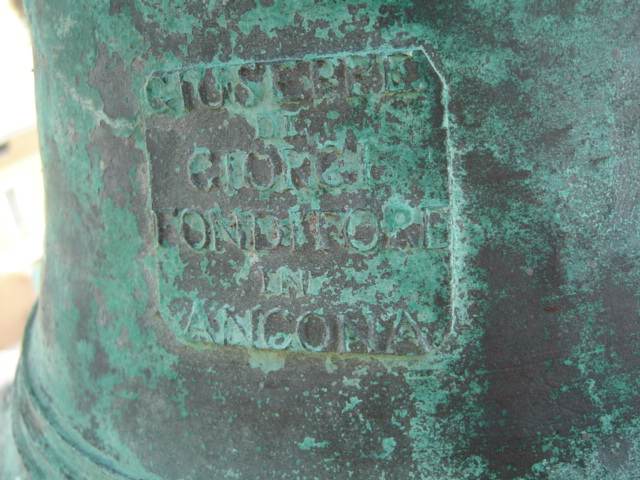 GIUSEPPE
DI
GIORGI
FONDITORE
IN
ANCONA